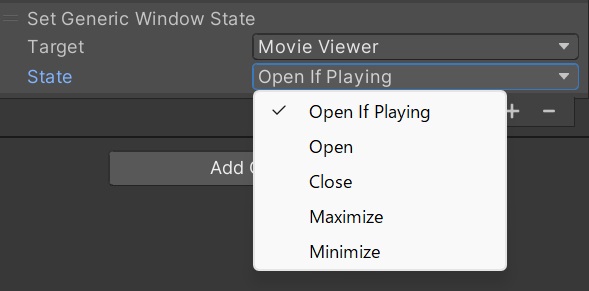 Set Generic Window State
Target Movie Viewer
State Open If Playing
Open If Playing
Open
Close
Maximize
Minimize
Add